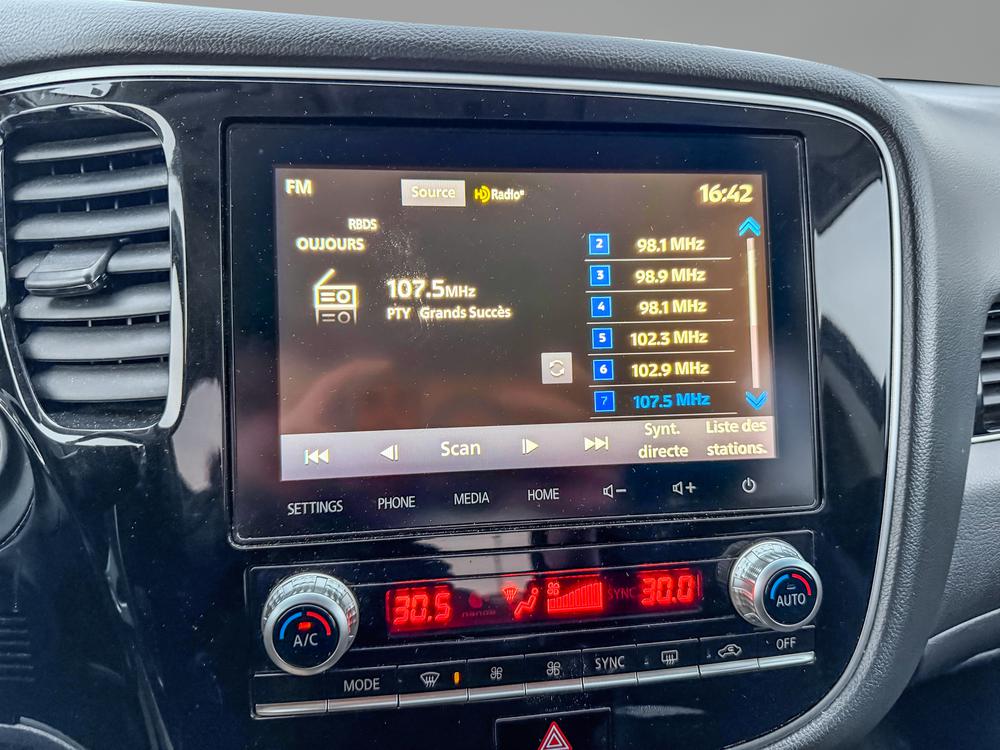 FM Source HD Radio 16:42
RBDS
OUJOURS
107.5 MHz
PTY Grands Succès
2 98.1 MHz
3 98.9 MHz
4 98.1 MHz
5 102.3 MHz
6 102.9 MHz
7 107.5 MHz
Scan
Synt. directe
Liste des stations.
SETTINGS PHONE MEDIA HOME
30.5 SYNC 30.0
A/C AUTO
MODE SYNC OFF